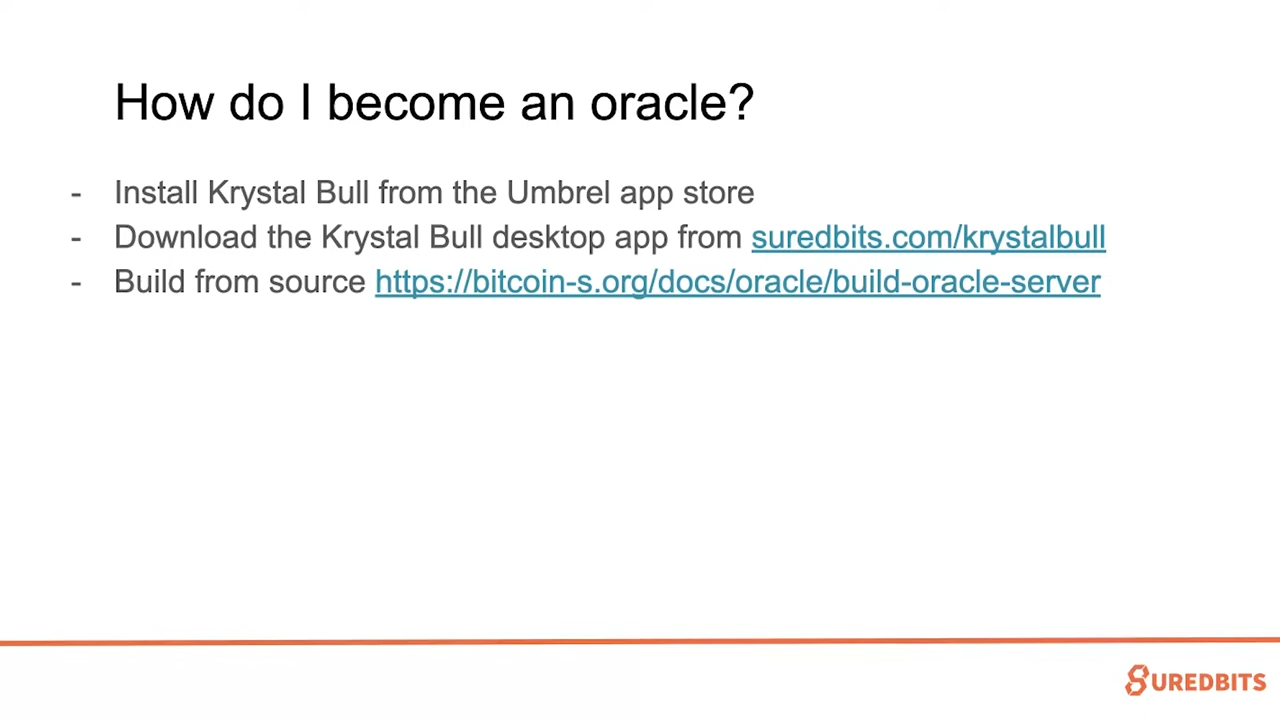 How do I become an oracle?
- Install Krystal Bull from the Umbrel app store
- Download the Krystal Bull desktop app from suredbits.com/krystalbull
- Build from source https://bitcoin-s.org/docs/oracle/build-oracle-server
SUREDBITS